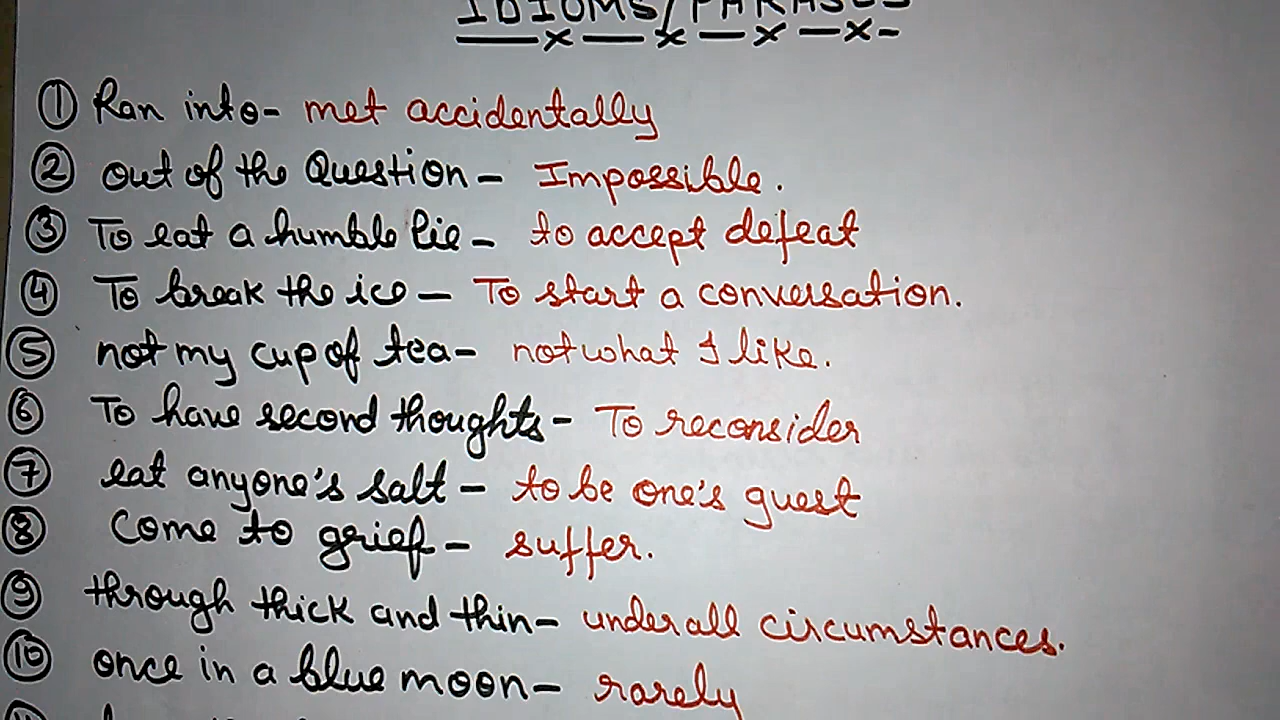 IDIOMS/PHRASES
① Ran into- met accidentally
② out of the Question- Impossible.
③ To eat a humble Pie- to accept defeat
④ To break the ice- To start a conversation.
⑤ not my cup of tea- not what I like.
⑥ To have second thoughts- To reconsider
⑦ eat anyone's salt- to be one's guest
⑧ Come to grief- suffer.
⑨ through thick and thin- under all circumstances.
⑩ once in a blue moon- rarely